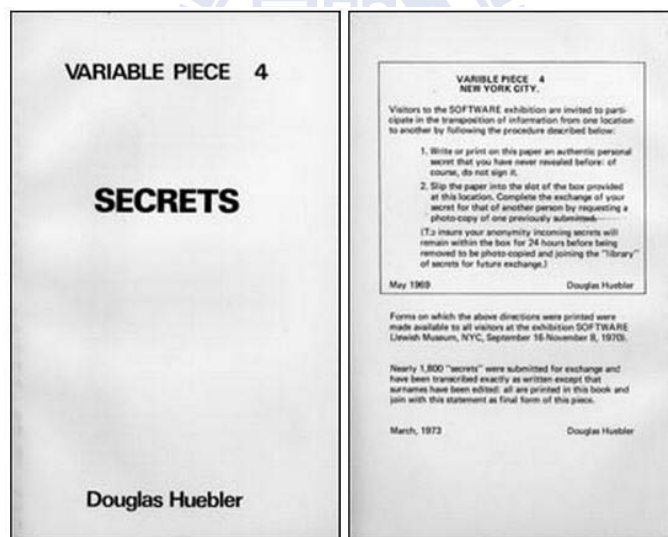 VARIABLE PIECE 4
SECRETS
Douglas Huebler
VARIBLE PIECE 4
NEW YORK CITY.
Visitors to the SOFTWARE exhibition are invited to parti-
cipate in the transposition of information from one location
to another by following the procedure described below:
1. Write or print on this paper an authentic personal
secret that you have never revealed before: of
course, do not sign it.
2. Slip the paper into the slot of the box provided
at this location. Complete the exchange of your
secret for that of another person by requesting a
photo-copy of one previously submitted.
(To insure your anonymity incoming secrets will
remain within the box for 24 hours before being
removed to be photo-copied and joining the "library"
of secrets for future exchange.)
May 1969 Douglas Huebler
Forms on which the above directions were printed were
made available to all visitors at the exhibition SOFTWARE
(Jewish Museum, NYC, September 16-November 8, 1970).
Nearly 1,800 "secrets" were submitted for exchange and
have been transcribed exactly as written except that
surnames have been edited: all are printed in this book and
join with this statement as final form of this piece.
March, 1973 Douglas Huebler